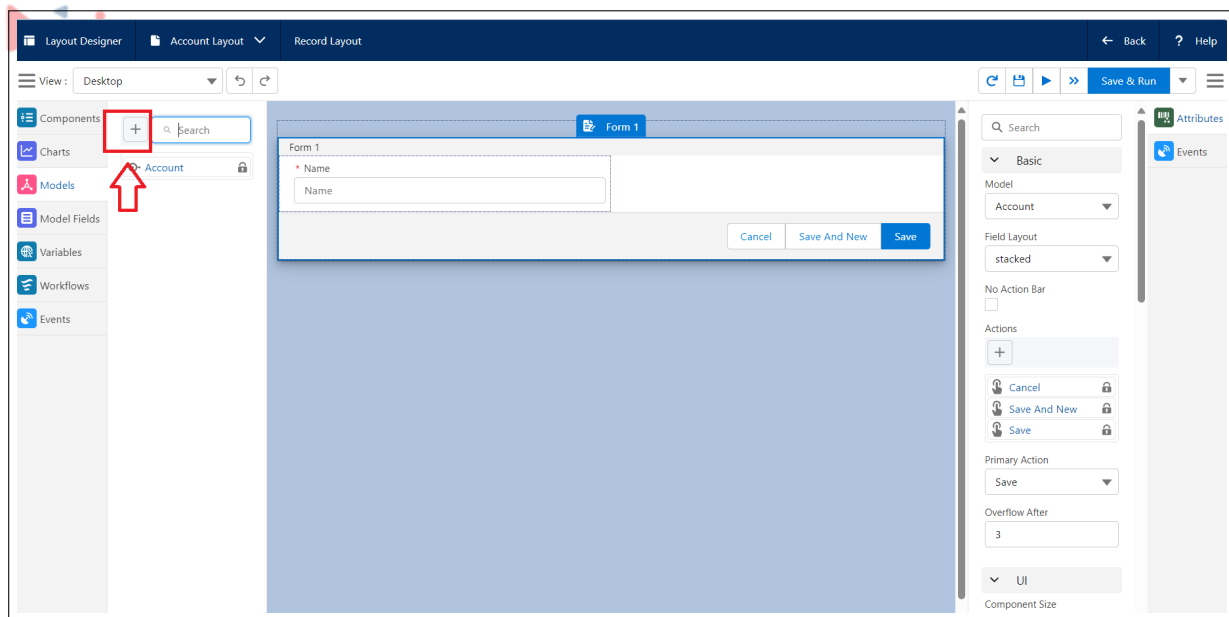 Layout Designer
Account Layout
Record Layout
Back
? Help
View :
Desktop
Save & Run
Components
Charts
Models
Model Fields
Variables
Workflows
Events
Search
Account
Form 1
Form 1
* Name
Name
Cancel
Save And New
Save
Search
Basic
Model
Account
Field Layout
stacked
No Action Bar
Actions
Cancel
Save And New
Save
Primary Action
Save
Overflow After
3
UI
Component Size
Attributes
Events